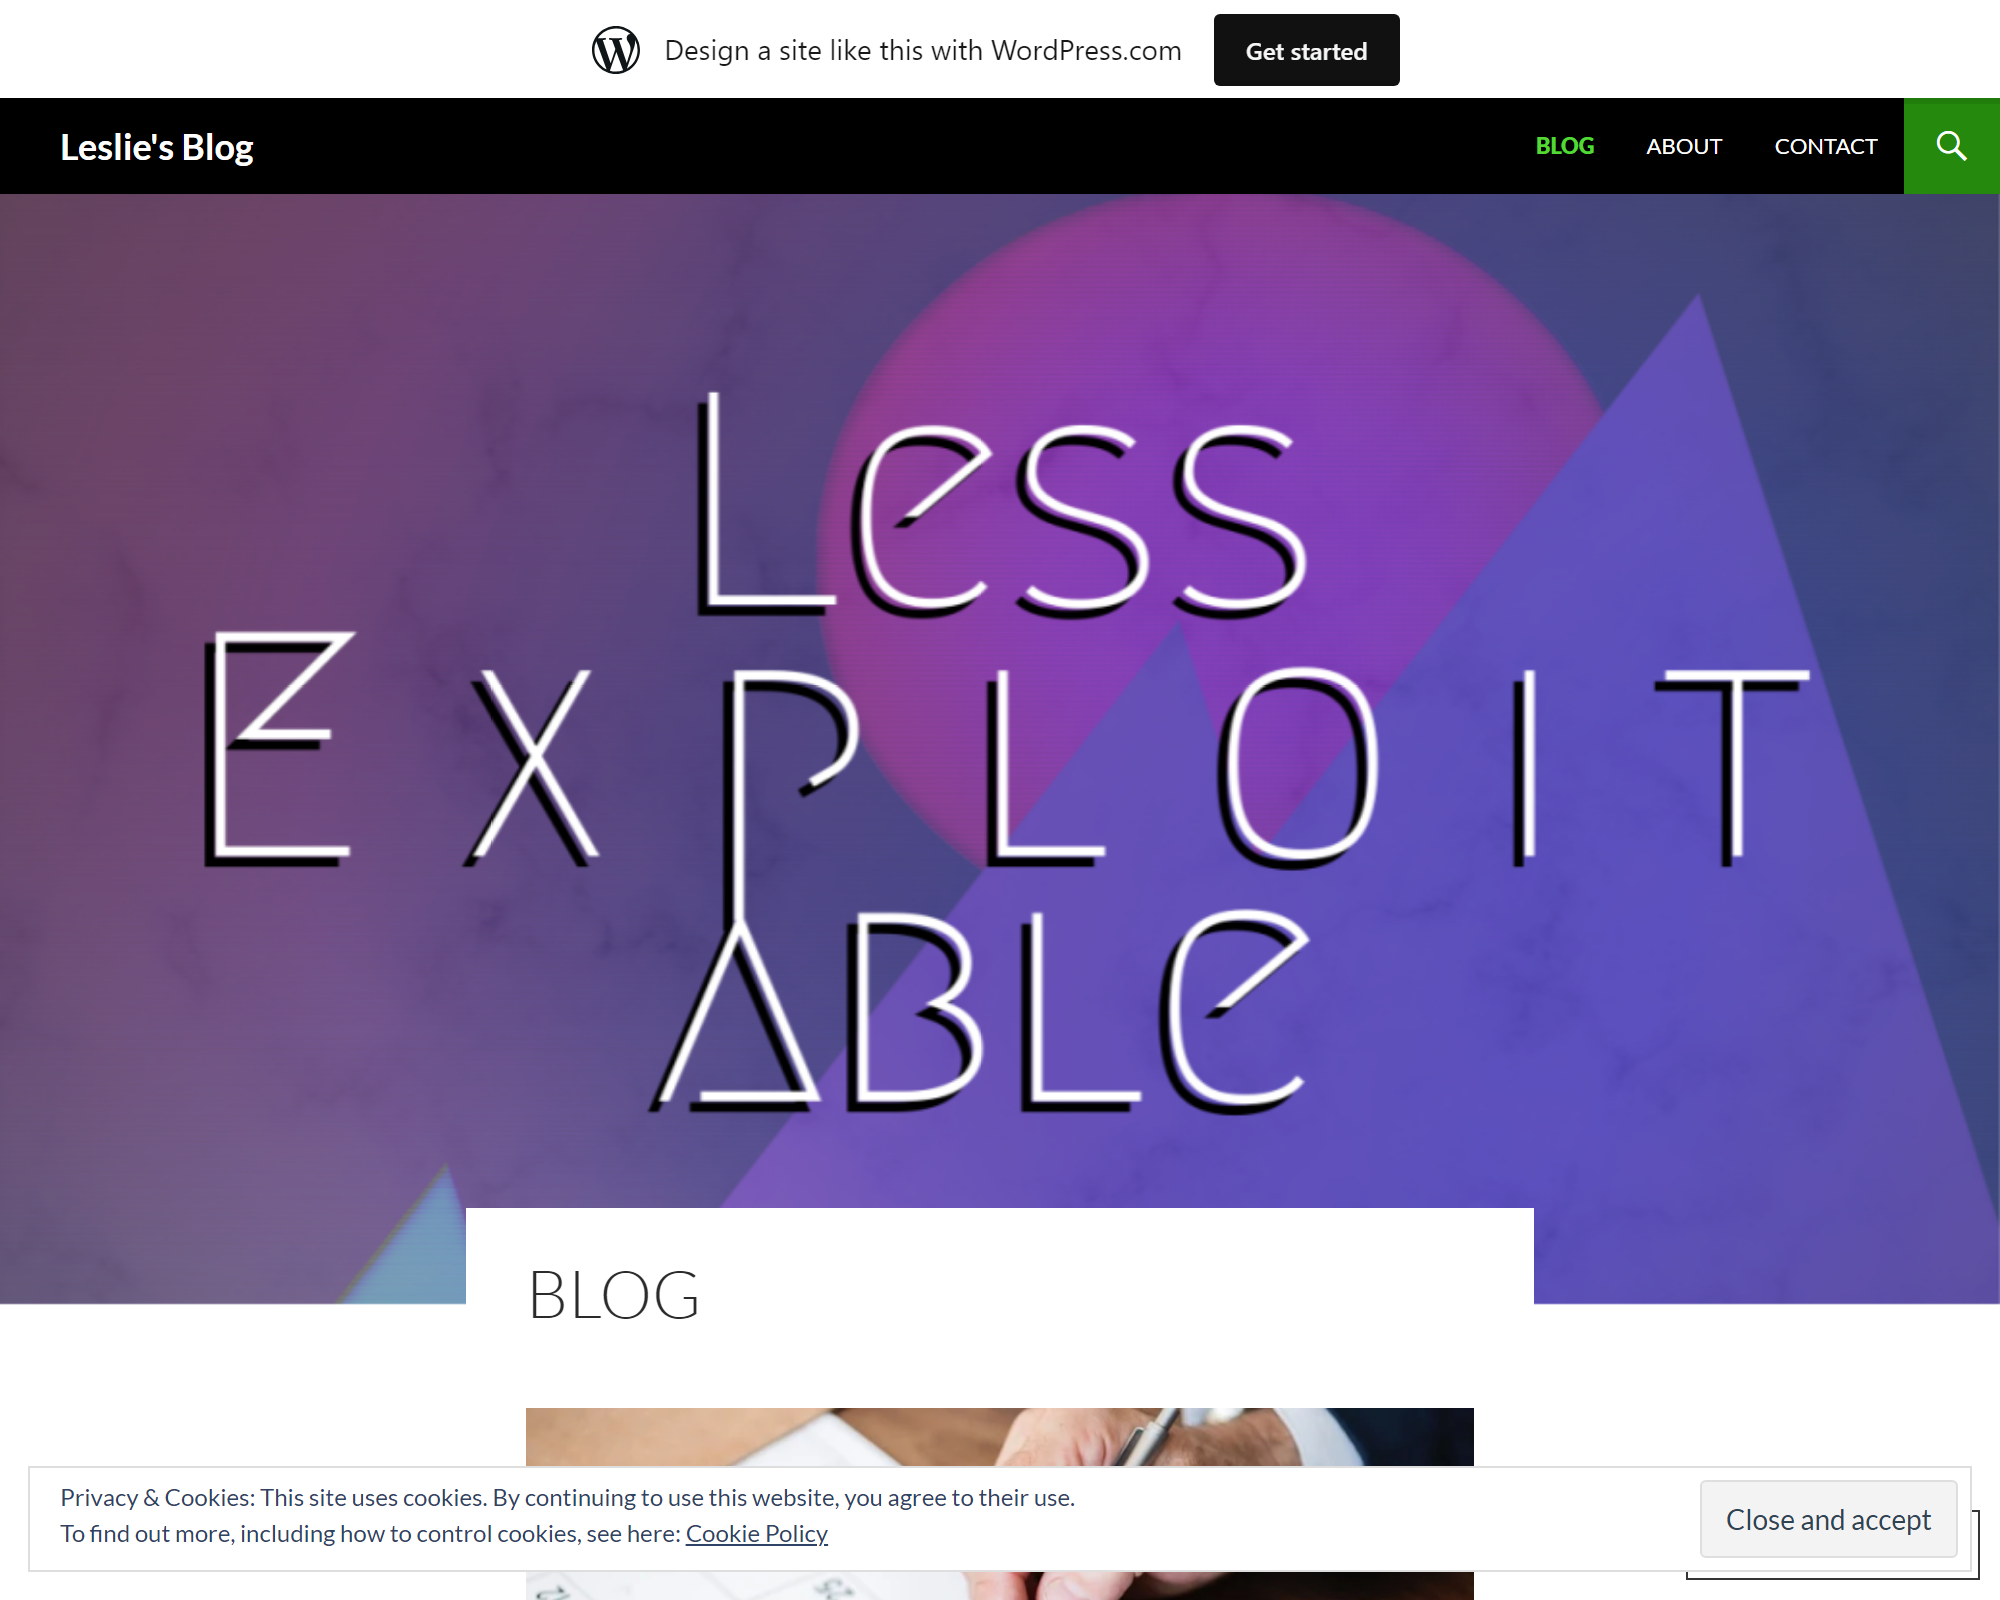 Design a site like this with WordPress.com
Get started
Leslie's Blog
BLOG
ABOUT
CONTACT
Less
Exploit
Able
BLOG
Privacy & Cookies: This site uses cookies. By continuing to use this website, you agree to their use.
To find out more, including how to control cookies, see here: Cookie Policy
Close and accept